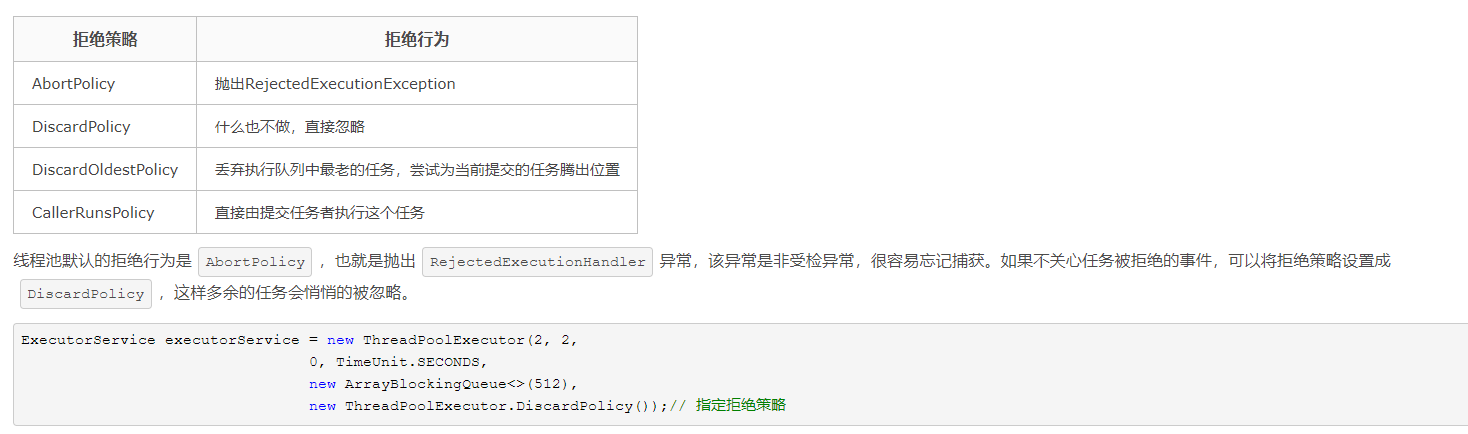 拒绝策略 拒绝行为
AbortPolicy 抛出RejectedExecutionException
DiscardPolicy 什么也不做，直接忽略
DiscardOldestPolicy 丢弃执行队列中最老的任务，尝试为当前提交的任务腾出位置
CallerRunsPolicy 直接由提交任务者执行这个任务
线程池默认的拒绝行为是 AbortPolicy ，也就是抛出 RejectedExecutionHandler 异常，该异常是非受检异常，很容易忘记捕获。如果不关心任务被拒绝的事件，可以将拒绝策略设置成
DiscardPolicy ，这样多余的任务会悄悄的被忽略。
ExecutorService executorService = new ThreadPoolExecutor(2, 2,
0, TimeUnit.SECONDS,
new ArrayBlockingQueue<>(512),
new ThreadPoolExecutor.DiscardPolicy());// 指定拒绝策略